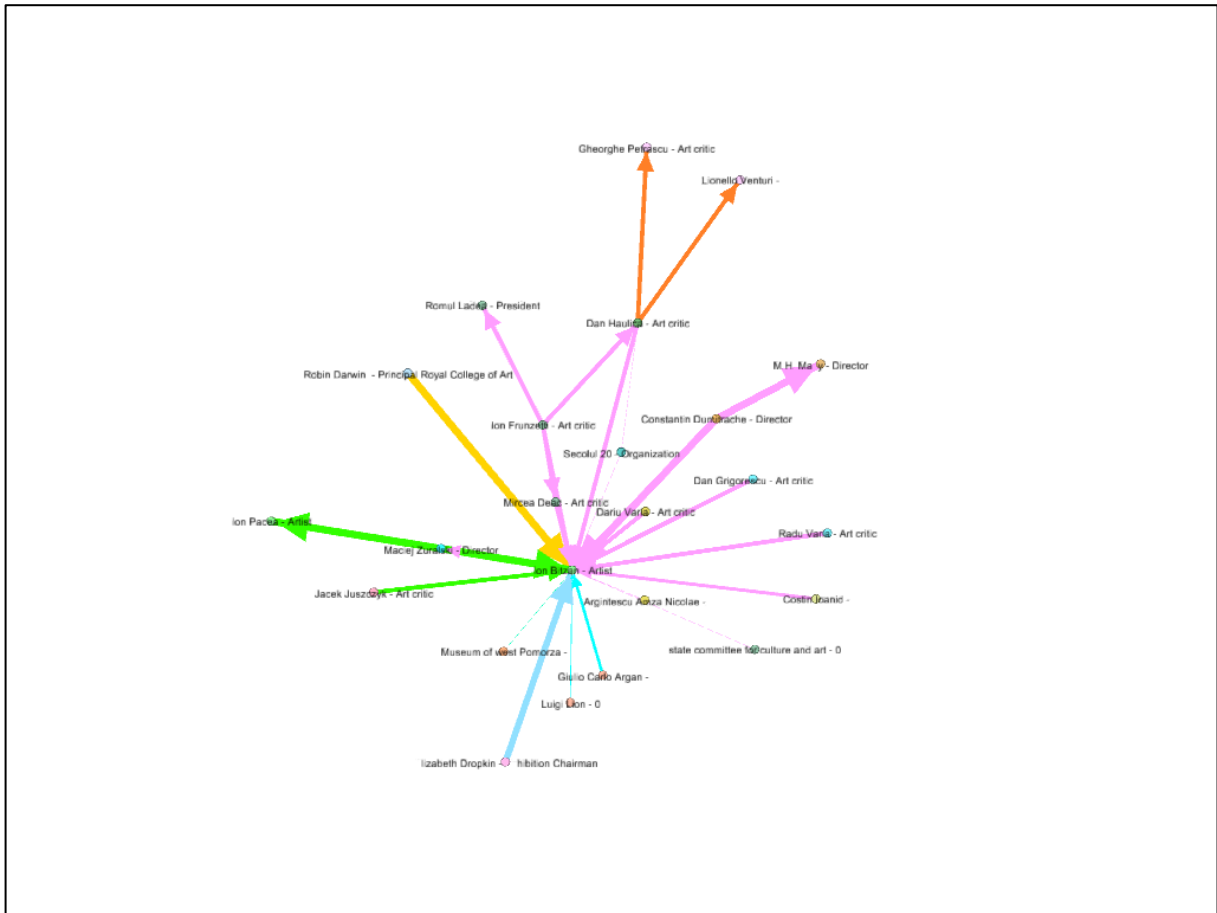 Gheorghe Petrascu - Art critic
Lionello Venturi -
Romul Ladea - President
Dan Haulica - Art critic
M.H. Ma y - Director
Robin Darwin - Principal Royal College of Art
Constantin Dumitrache - Director
Ion Frunzetti - Art critic
Secolul 20 - Organization
Dan Grigorescu - Art critic
Mircea Deac - Art critic
Dariu Varia - Art critic
Ion Pacea - Artist
Radu Varia - Art critic
Maciej Zuralski - Director
Ion Bitzan - Artist
Jacek Juszczyk - Art critic
Argintescu Amza Nicolae -
Costin Ioanid -
Museum of west Pomorza -
state committee for culture and art - 0
Giulio Carlo Argan -
Luigi Lion - 0
lizabeth Dropkin - hibition Chairman